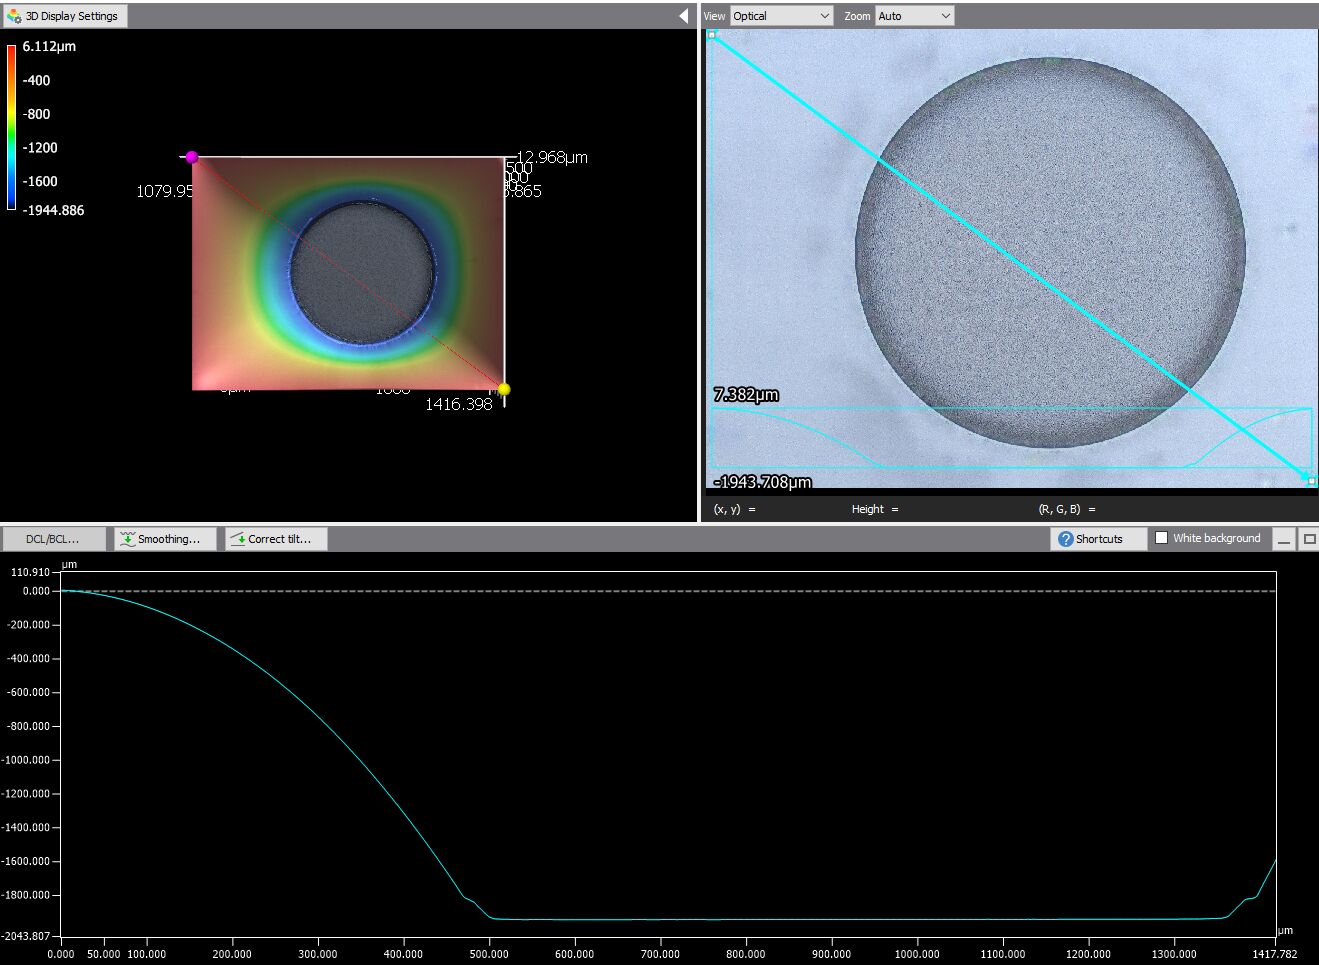 3D Display Settings
6.112µm
-400
-800
-1200
-1600
-1944.886
12.968µm
1079.95
1416.398
View Optical Zoom Auto
7.382µm
-1943.708µm
(x, y) = Height = (R, G, B) =
DCL/BCL... Smoothing... Correct tilt... Shortcuts White background
µm
110.910
0.000
-200.000
-400.000
-600.000
-800.000
-1000.000
-1200.000
-1400.000
-1600.000
-1800.000
-2043.807
µm
0.000 50.000 100.000 200.000 300.000 400.000 500.000 600.000 700.000 800.000 900.000 1000.000 1100.000 1200.000 1300.000 1417.782